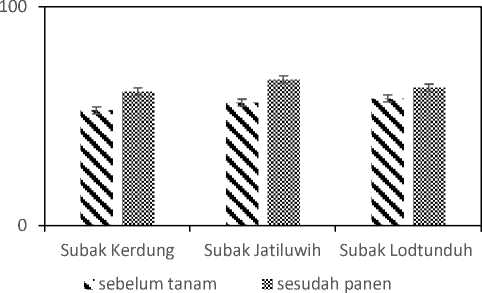 100
0
Subak Kerdung Subak Jatiluwih Subak Lodtunduh
sebelum tanam sesudah panen